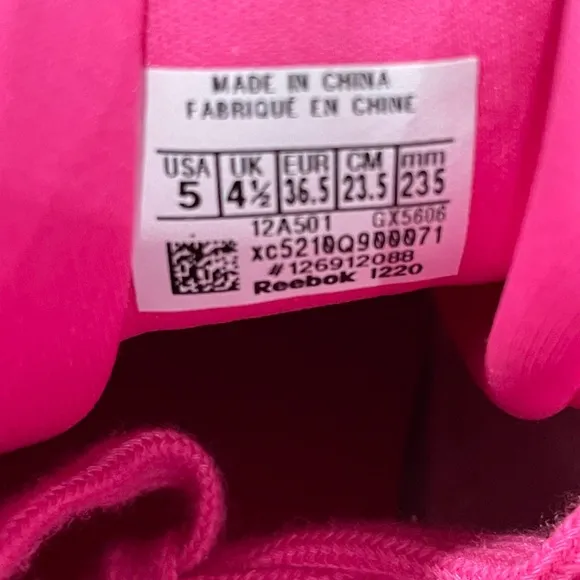 MADE IN CHINA
FABRIQUÉ EN CHINE
USA UK EUR CM mm
5 4½ 36.5 23.5 235
12A501 GX5606
xc5210Q900071
#126912088
Reebok 1220